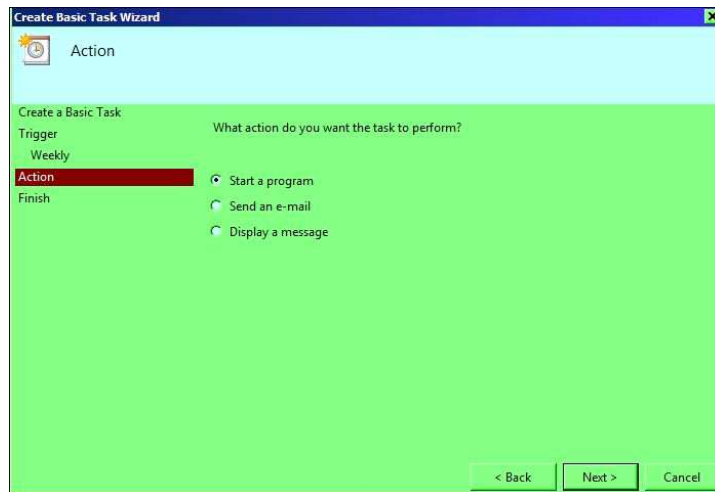 Create Basic Task Wizard
Action
Create a Basic Task
Trigger
Weekly
Action
Finish
What action do you want the task to perform?
Start a program
Send an e-mail
Display a message
< Back
Next >
Cancel